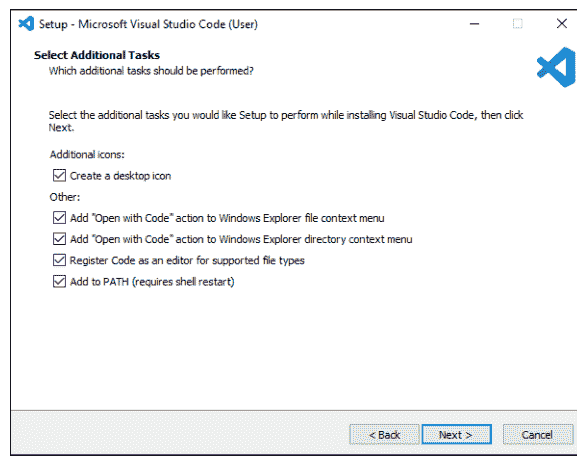 Setup - Microsoft Visual Studio Code (User)
Select Additional Tasks
Which additional tasks should be performed?
Select the additional tasks you would like Setup to perform while installing Visual Studio Code, then click
Next.
Additional icons:
Create a desktop icon
Other:
Add "Open with Code" action to Windows Explorer file context menu
Add "Open with Code" action to Windows Explorer directory context menu
Register Code as an editor for supported file types
Add to PATH (requires shell restart)
< Back Next > Cancel